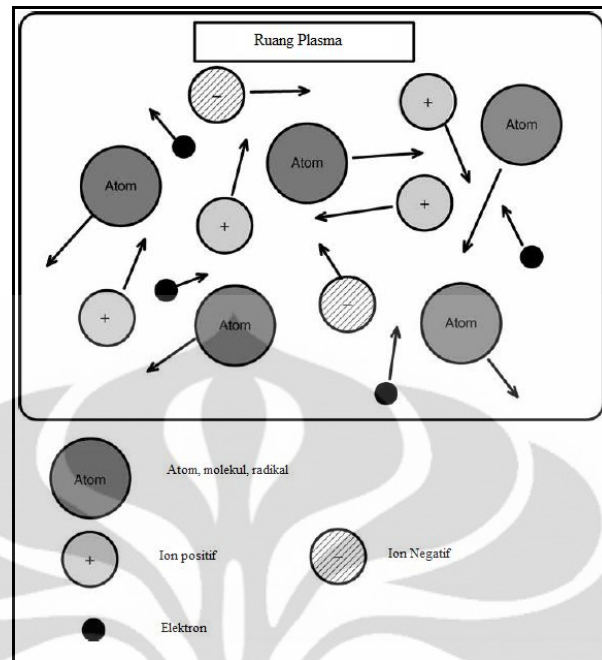 Ruang Plasma
−
+
Atom
Atom
Atom
+
+
+
−
Atom
Atom
Atom
Atom, molekul, radikal
+
Ion positif
−
Ion Negatif
Elektron